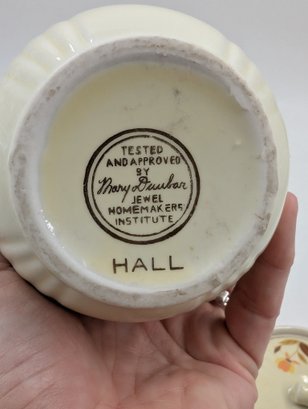 TESTED
AND APPROVED
BY
Mary Dunbar
JEWEL
HOMEMAKERS
INSTITUTE
HALL